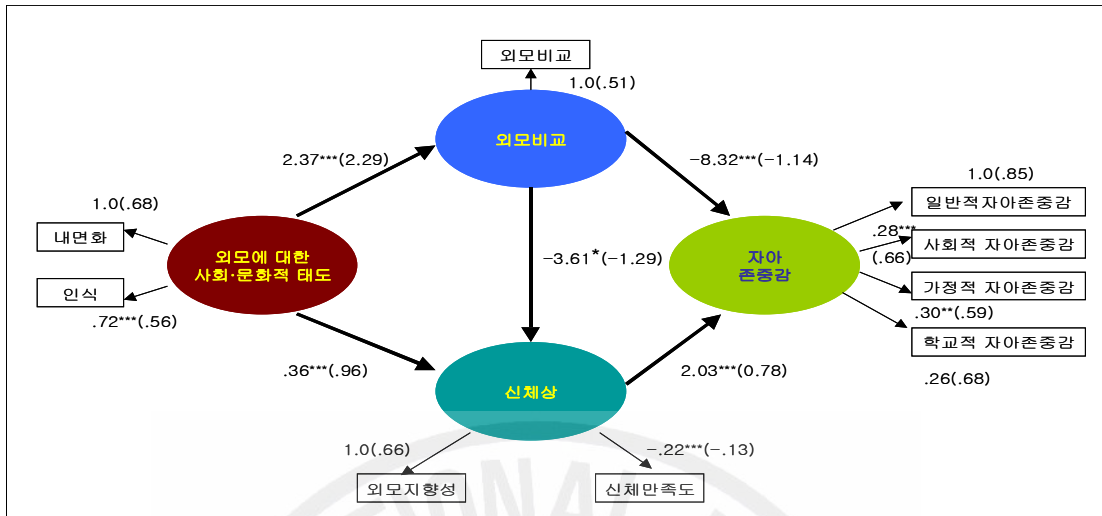 외모비교
1.0(.51)
외모비교
2.37***(2.29)
-8.32***(-1.14)
1.0(.68)
내면화
외모에 대한
사회·문화적 태도
인식
.72***(.56)
-3.61*(-1.29)
자아
존중감
1.0(.85)
일반적자아존중감
.28***
(.66)
사회적 자아존중감
가정적 자아존중감
.30**(.59)
학교적 자아존중감
.26(.68)
.36***(.96)
신체상
2.03***(0.78)
1.0(.66)
-.22***(-.13)
외모지향성
신체만족도